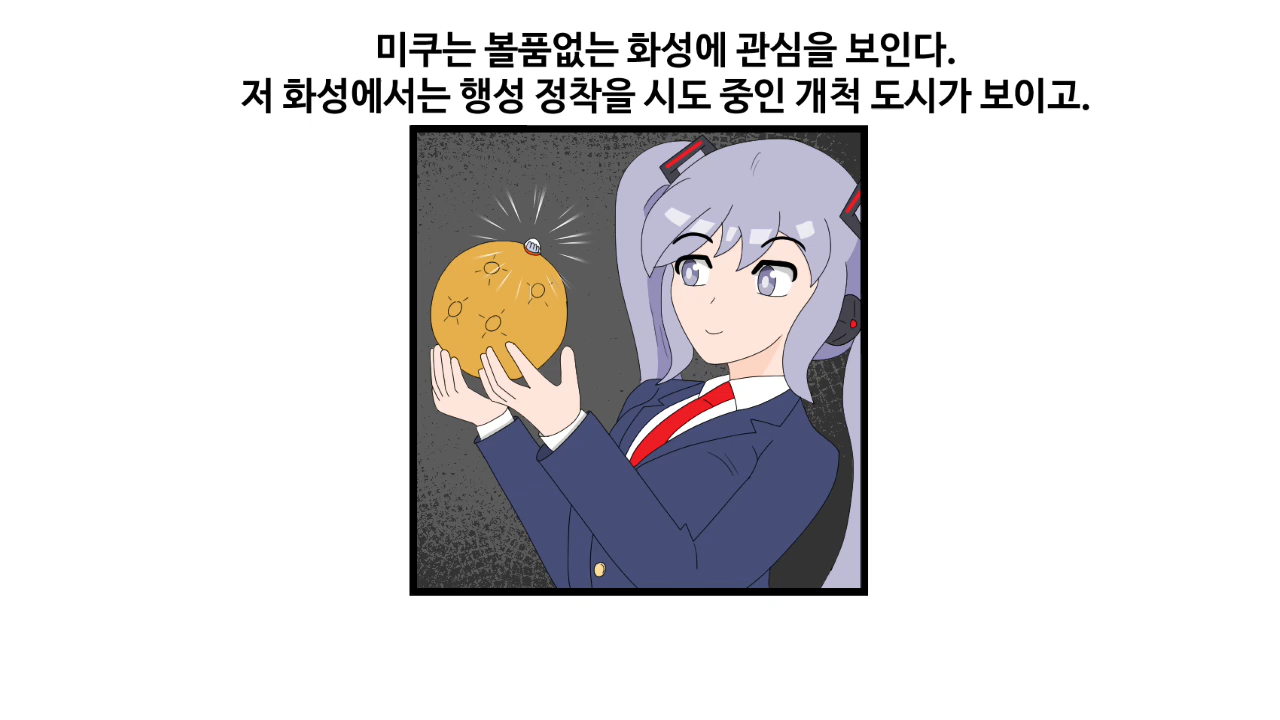 미쿠는 볼품없는 화성에 관심을 보인다.
저 화성에서는 행성 정착을 시도 중인 개척 도시가 보이고.